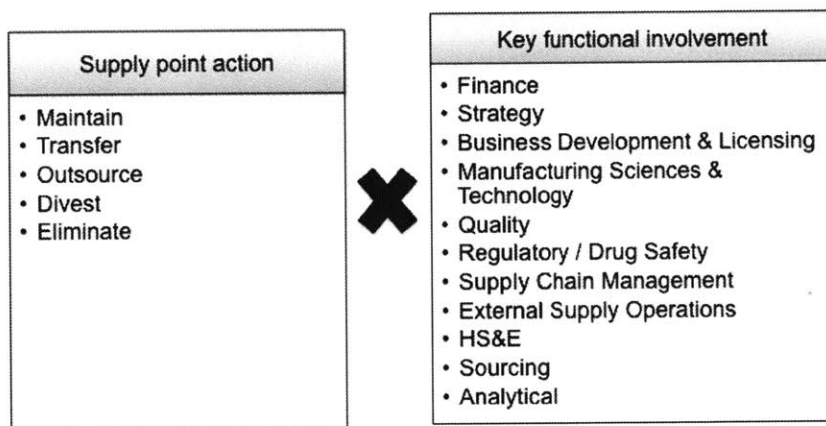 Supply point action
• Maintain
• Transfer
• Outsource
• Divest
• Eliminate
Key functional involvement
• Finance
• Strategy
• Business Development & Licensing
• Manufacturing Sciences &
Technology
• Quality
• Regulatory / Drug Safety
• Supply Chain Management
• External Supply Operations
• HS&E
• Sourcing
• Analytical